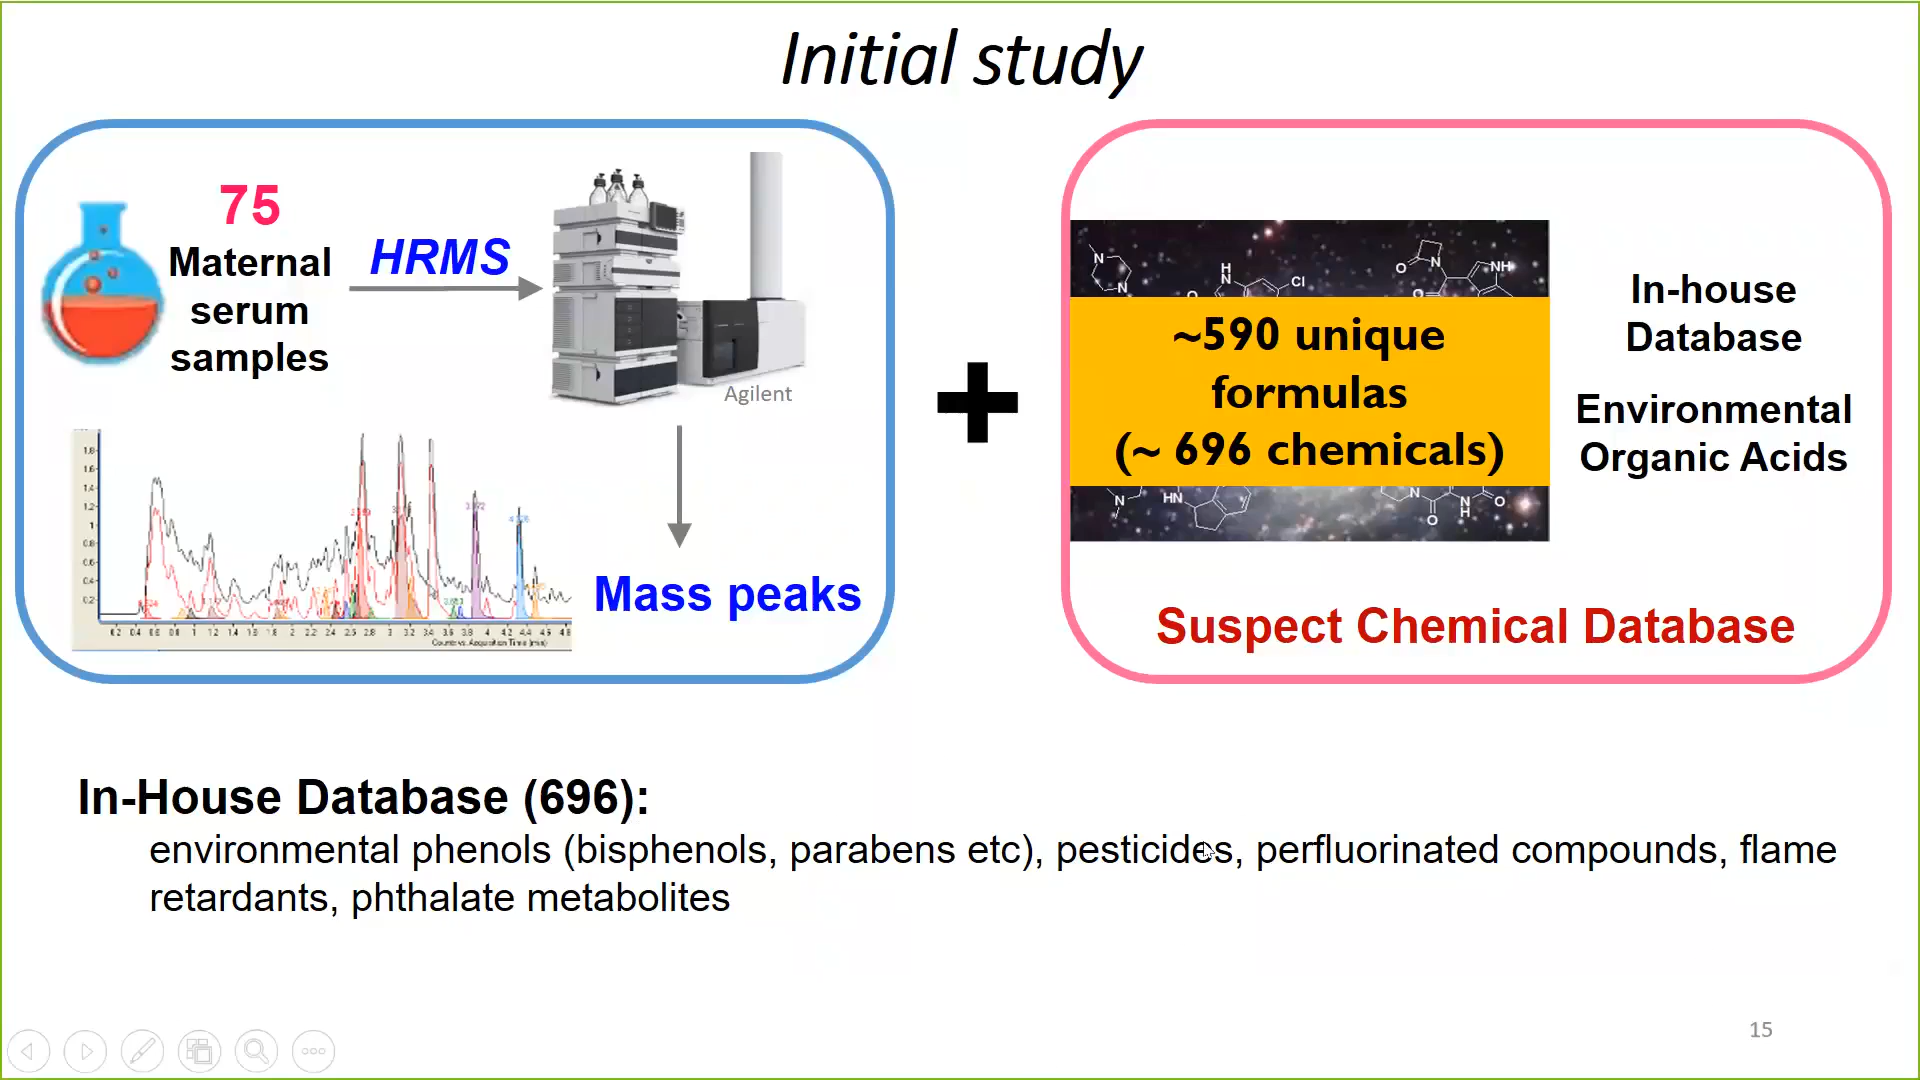 Initial study
75
Maternal
serum
samples
HRMS
Agilent
Mass peaks
~590 unique
formulas
(~ 696 chemicals)
In-house
Database
Environmental
Organic Acids
Suspect Chemical Database
In-House Database (696):
environmental phenols (bisphenols, parabens etc), pesticides, perfluorinated compounds, flame
retardants, phthalate metabolites
15